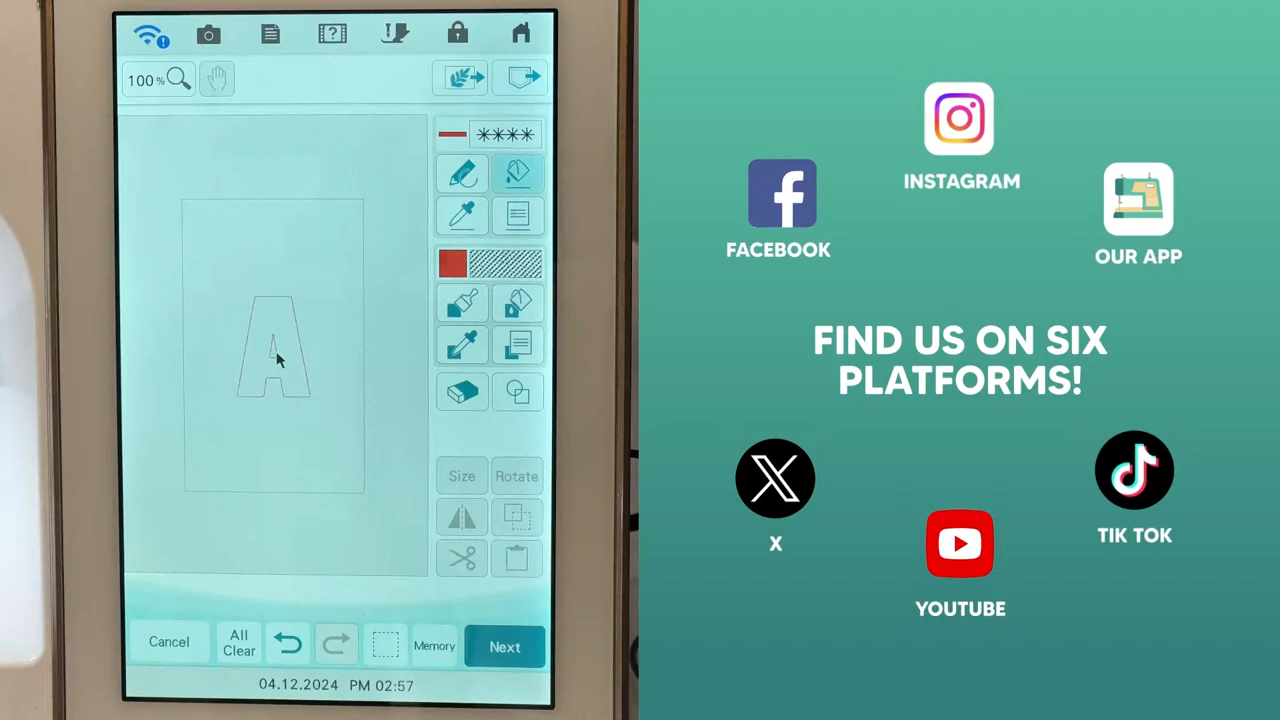 100%
A
Size
Rotate
Cancel
All
Clear
Memory
Next
04.12.2024 PM 02:57
INSTAGRAM
FACEBOOK
OUR APP
FIND US ON SIX
PLATFORMS!
X
TIK TOK
YOUTUBE